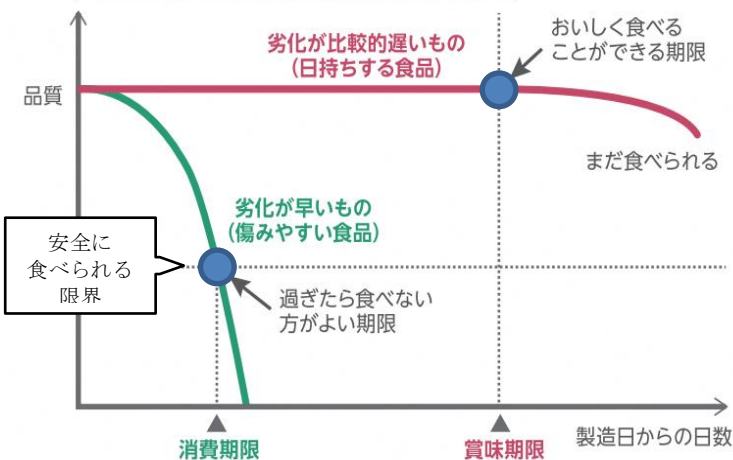 劣化が比較的遅いもの
(日持ちする食品)
おいしく食べる
ことができる期限
品質
まだ食べられる
劣化が早いもの
(傷みやすい食品)
安全に
食べられる
限界
過ぎたら食べない
方がよい期限
消費期限
賞味期限
製造日からの日数